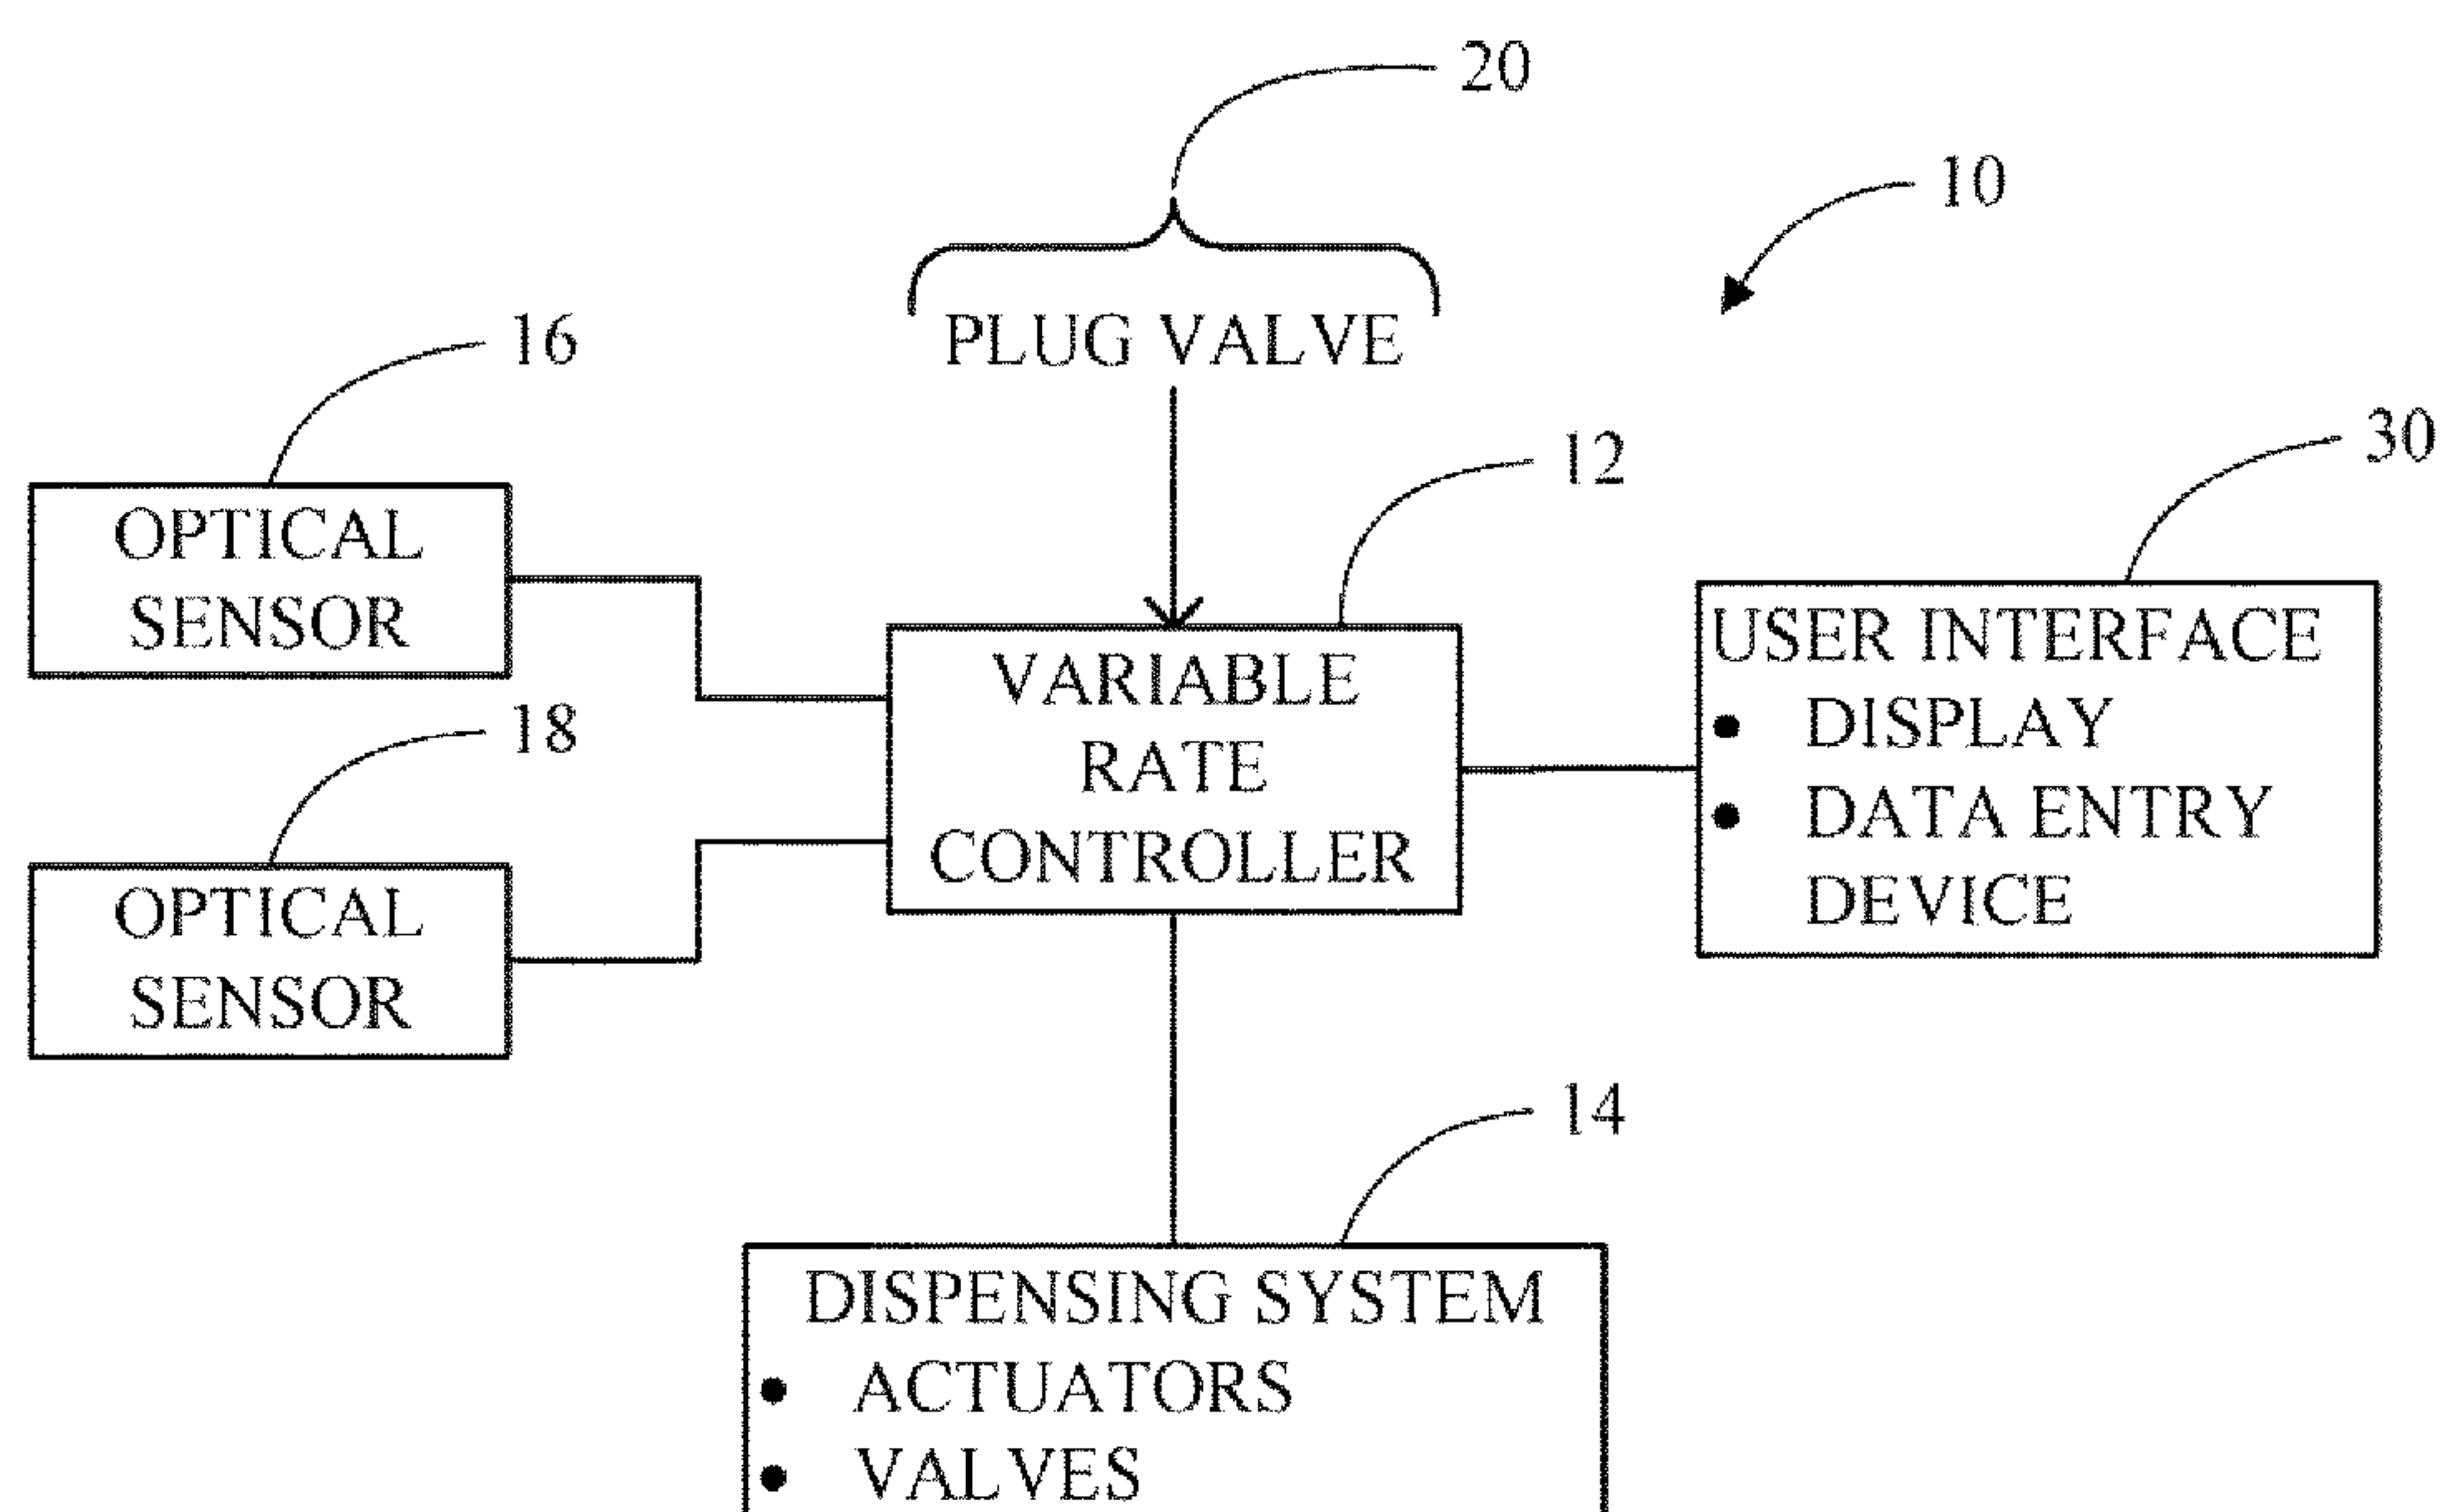 20
10
PLUG VALVE
16
12
30
OPTICAL
SENSOR
VARIABLE
RATE
CONTROLLER
USER INTERFACE
• DISPLAY
• DATA ENTRY
DEVICE
18
OPTICAL
SENSOR
14
DISPENSING SYSTEM
• ACTUATORS
• VALVES